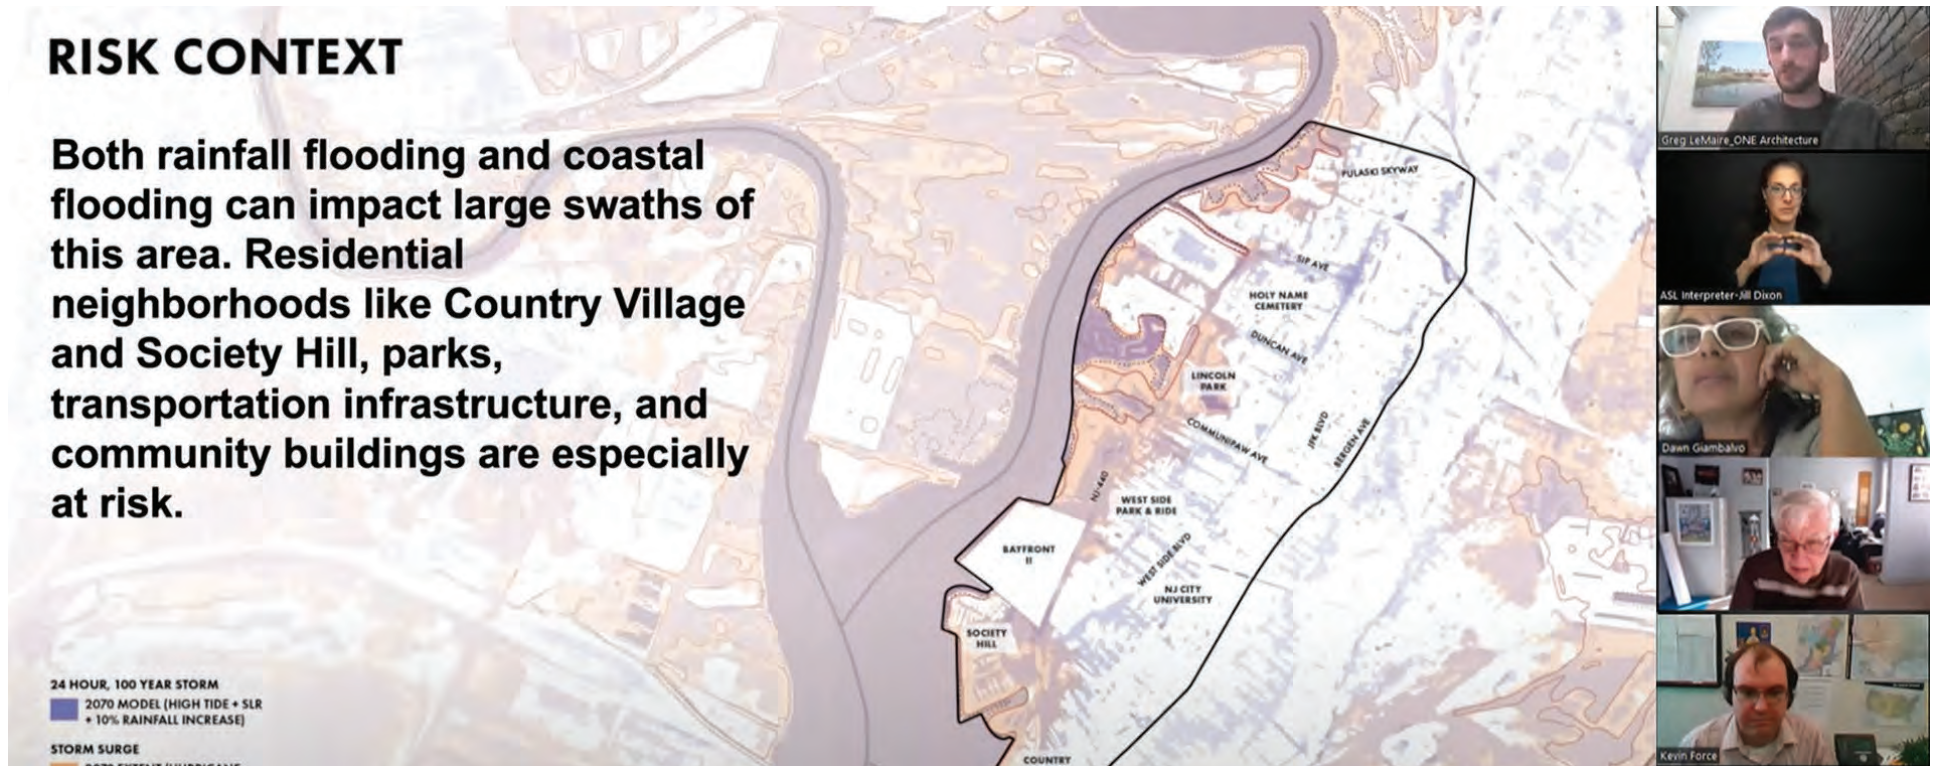 RISK CONTEXT
Both rainfall flooding and coastal
flooding can impact large swaths of
this area. Residential
neighborhoods like Country Village
and Society Hill, parks,
transportation infrastructure, and
community buildings are especially
at risk.
PULASKI SKYWAY
SIP AVE
HOLY NAME
CEMETERY
DUNCAN AVE
LINCOLN
PARK
COMMUNIPAW AVE
JFK BLVD
BERGEN AVE
NJ-440
WEST SIDE
PARK & RIDE
WEST SIDE BLVD
BAYFRONT
II
NJ CITY
UNIVERSITY
SOCIETY
HILL
COUNTRY
24 HOUR, 100 YEAR STORM
2070 MODEL (HIGH TIDE + SLR
+ 10% RAINFALL INCREASE)
STORM SURGE
Greg LeMaire_ONE Architecture
ASL Interpreter-Jill Dixon
Dawn Giambalvo
Kevin Force